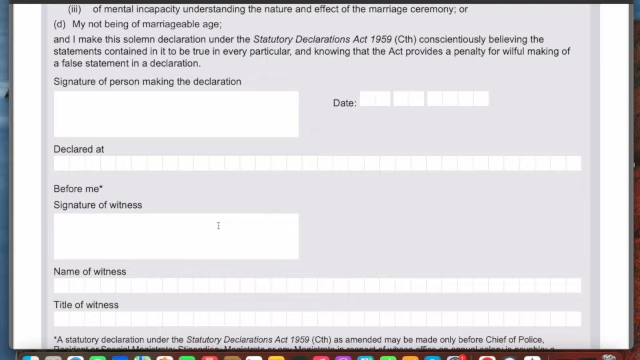 (iii) of mental incapacity understanding the nature and effect of the marriage ceremony; or
(d) My not being of marriageable age;
and I make this solemn declaration under the Statutory Declarations Act 1959 (Cth) conscientiously believing the
statements contained in it to be true in every particular, and knowing that the Act provides a penalty for wilful making of
a false statement in a declaration.
Signature of person making the declaration
Date:
Declared at
Before me*
Signature of witness
Name of witness
Title of witness
*A statutory declaration under the Statutory Declarations Act 1959 (Cth) as amended may be made only before Chief of Police,